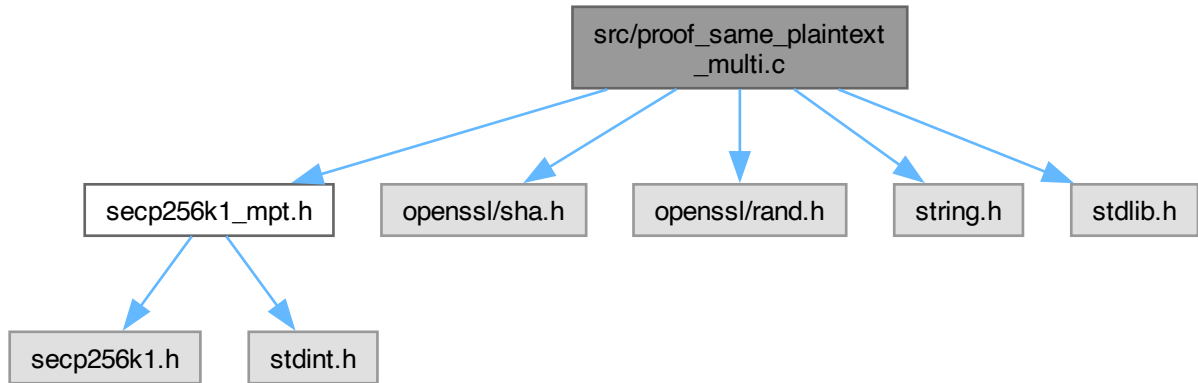 src/proof_same_plaintext
_multi.c
secp256k1_mpt.h
openssl/sha.h
openssl/rand.h
string.h
stdlib.h
secp256k1.h
stdint.h